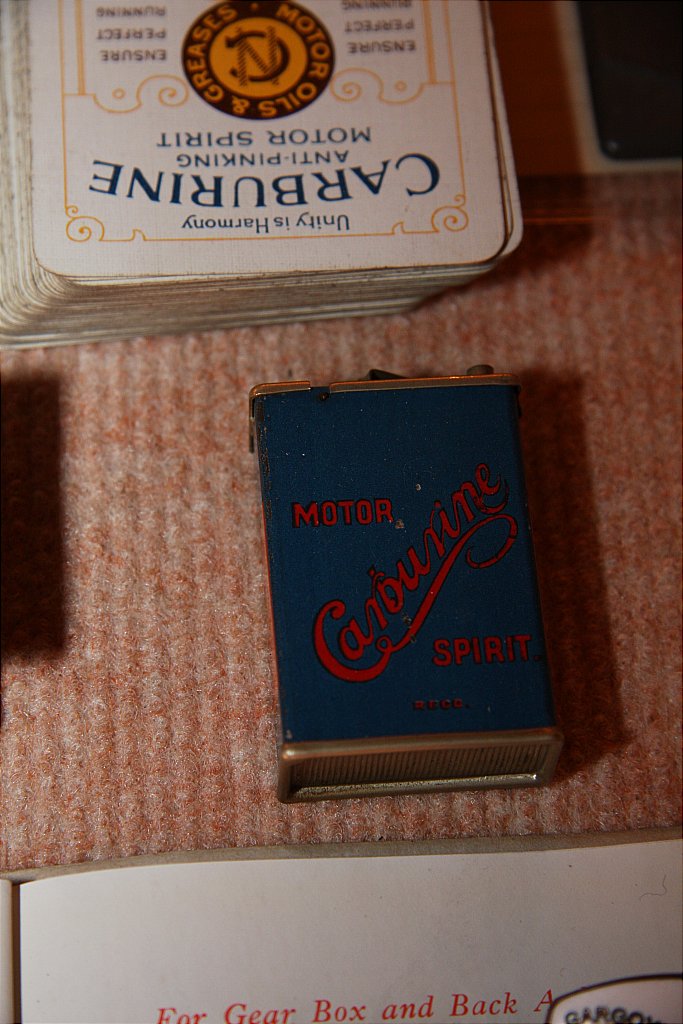 Unity is Harmony
CARBURINE
ANTI-PINKING
MOTOR SPIRIT
MOTOR OILS & GREASES
ENSURE
PERFECT
RUNNING
ENSURE
PERFECT
RUNNING
MOTOR
Carburine
SPIRIT.
REGD.
For Gear Box and Back